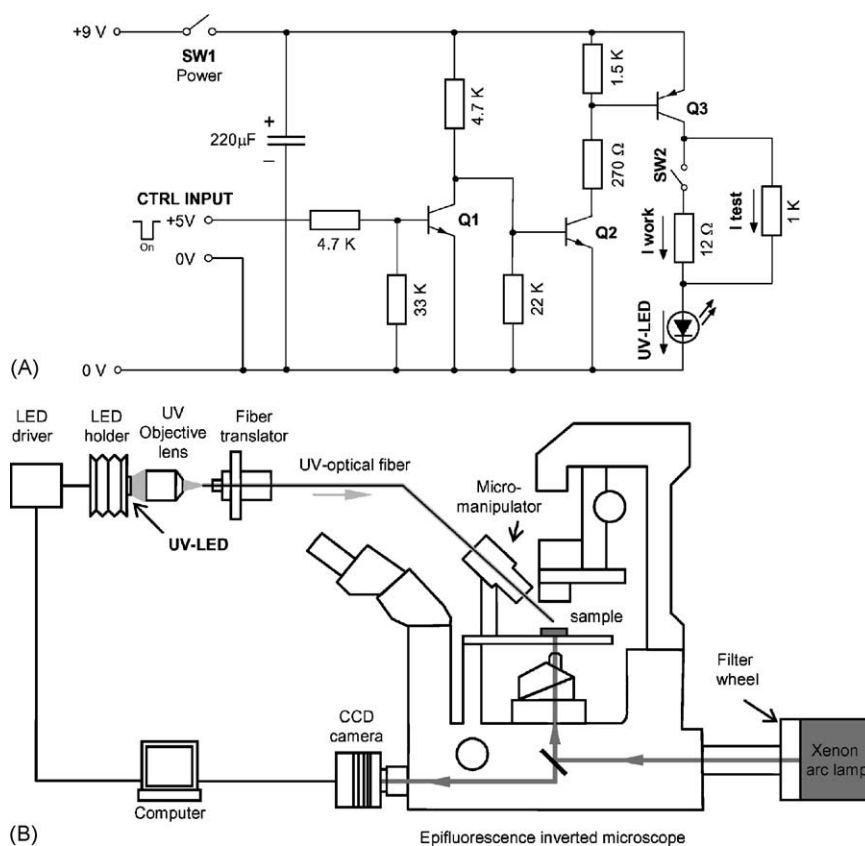 +9 V
SW1
Power
220μF
+
–
4.7 K
1.5 K
Q3
270 Ω
SW2
CTRL INPUT
+5V
On
0V
4.7 K
Q1
33 K
22 K
Q2
I work
12 Ω
I test
1 K
UV-LED
0 V
(A)
LED
driver
LED
holder
UV
Objective
lens
Fiber
translator
UV-optical fiber
Micro-
manipulator
UV-LED
sample
Filter
wheel
CCD
camera
Xenon
arc lamp
Computer
(B)
Epifluorescence inverted microscope